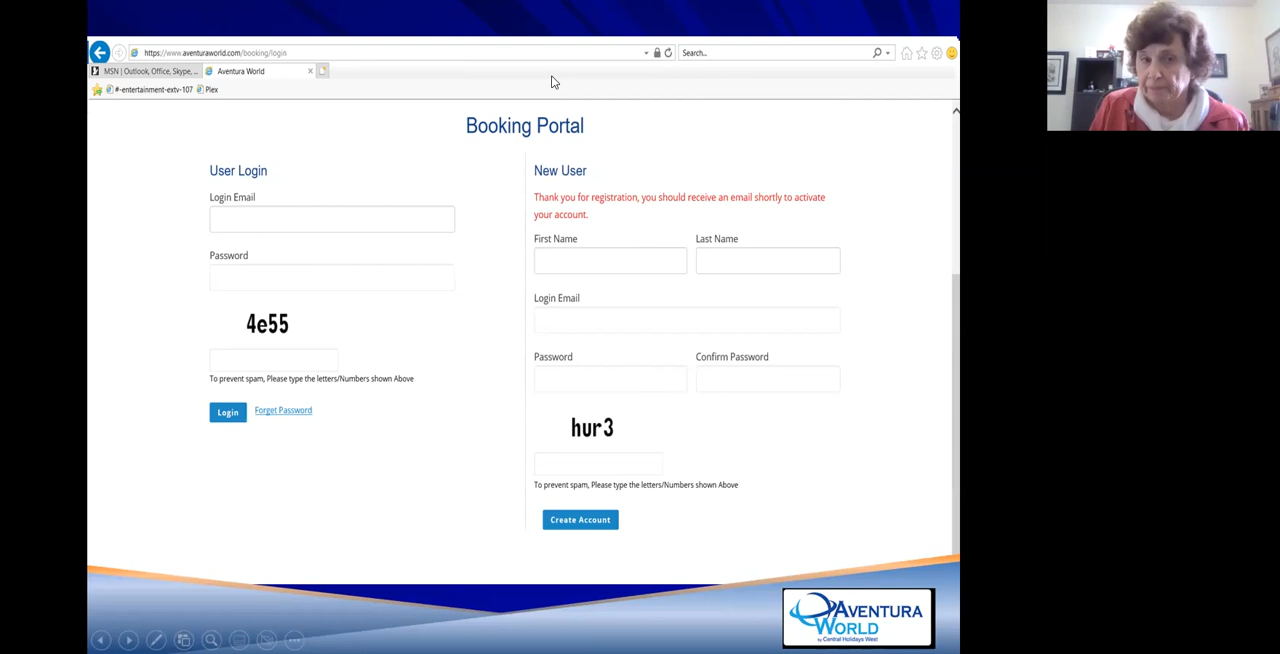 https://www.aventuraworld.com/booking/login
Search...
MSN | Outlook, Office, Skype, ...
Aventura World
#-entertainment-extv-107
Plex
Booking Portal
User Login
Login Email
Password
4e55
To prevent spam, Please type the letters/Numbers shown Above
Login
Forget Password
New User
Thank you for registration, you should receive an email shortly to activate
your account.
First Name
Last Name
Login Email
Password
Confirm Password
hur3
To prevent spam, Please type the letters/Numbers shown Above
Create Account
AVENTURA
WORLD
by Central Holidays West